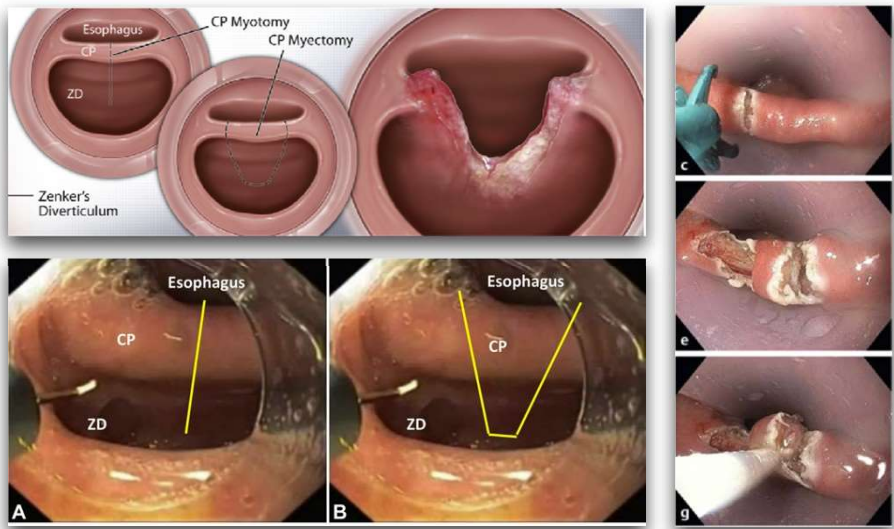 Esophagus
CP
ZD
CP Myotomy
CP Myectomy
Zenker's
Diverticulum
Esophagus
CP
ZD
A
Esophagus
CP
ZD
B
c
e
g